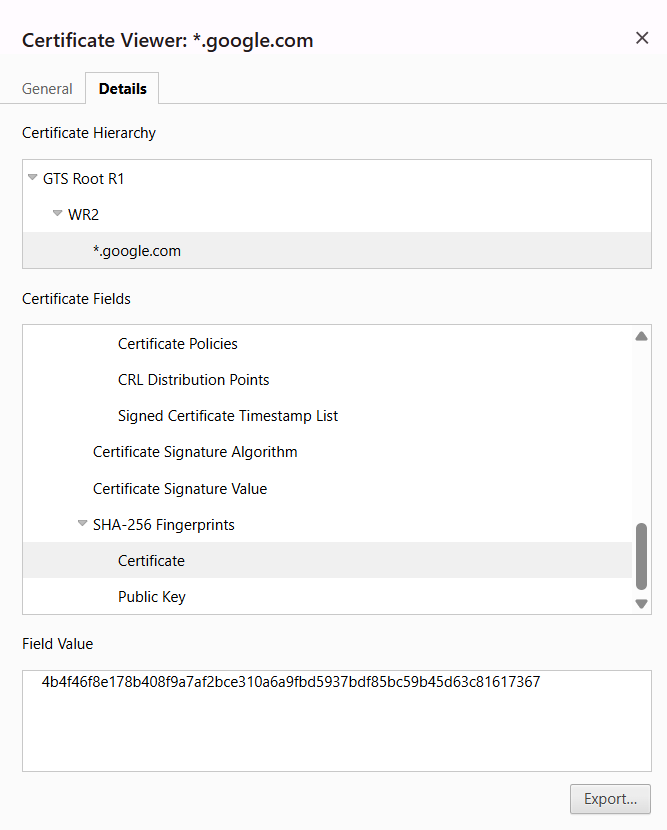 Certificate Viewer: *.google.com
General
Details
Certificate Hierarchy
GTS Root R1
WR2
*.google.com
Certificate Fields
Certificate Policies
CRL Distribution Points
Signed Certificate Timestamp List
Certificate Signature Algorithm
Certificate Signature Value
SHA-256 Fingerprints
Certificate
Public Key
Field Value
4b4f46f8e178b408f9a7af2bce310a6a9fbd5937bdf85bc59b45d63c81617367
Export...